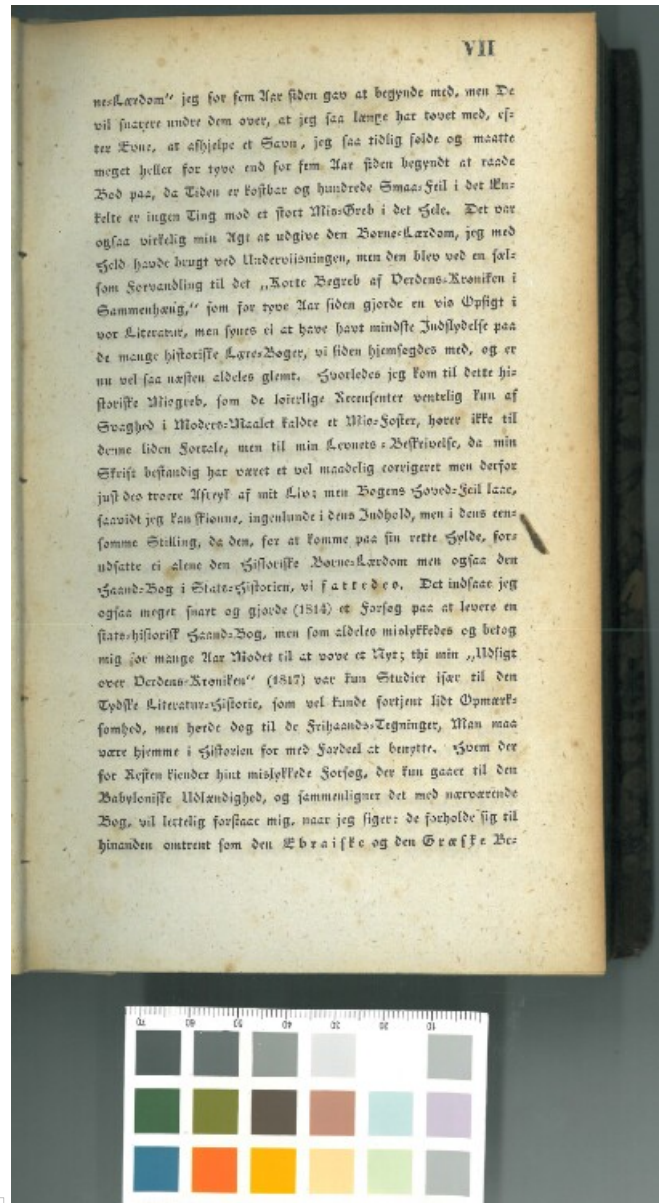 VII
ne-Lærdom“ jeg for fem Aar siden gav at begynde med, men De
vil snarere undre dem over, at jeg saa længe har tøvet med, ef-
ter Evne, at afhjelpe et Savn, jeg saa tidlig følde og maatte
meget heller for tyve end for fem Aar siden begyndt at raade
Bod paa, da Tiden er kostbar og hundrede Smaa-Feil i det En-
kelte er ingen Ting mod et stort Mis-Greb i det Hele. Det var
ogsaa virkelig min Agt at udgive den Børne-Lærdom, jeg med
Held havde brugt ved Underviisningen, men den blev ved en sæl-
som Forvandling til det „Korte Begreb af Verdens-Krøniken i
Sammenhæng,“ som for tyve Aar siden gjorde en vis Opsigt i
vor Literatur, men synes ei at have havt mindste Indflydelse paa
de mange historiske Lære-Bøger, vi siden hjemsøgdes med, og er
nu vel saa næsten aldeles glemt. Hvorledes jeg kom til dette hi-
storiske Misgreb, som de løierlige Recensenter ventelig kun af
Svaghed i Moders-Maalet kaldte et Mis-Foster, hører ikke til
denne liden Fortale, men til min Levnets-Beskrivelse, da min
Skrift bestandig har været et vel maadelig corrigeret men derfor
just des troere Aftryk af mit Liv; men Bogens Hoved-Feil laae,
saavidt jeg kan skiønne, ingenlunde i dens Indhold, men i dens een-
somme Stilling, da den, for at komme paa sin rette Hylde, for-
udsatte ei alene den Historiske Børne-Lærdom men ogsaa den
Haand-Bog i Stats-Historien, vi fattedes. Det indsaae jeg
ogsaa meget snart og gjorde (1814) et Forsøg paa at levere en
stats-historisk Haand-Bog, men som aldeles mislykkedes og betog
mig for mange Aar Modet til at vove et Nyt; thi min „Udsigt
over Verdens-Krøniken“ (1817) var kun Studier især til den
Tydske Literatur-Historie, som vel kunde fortjent lidt Opmærk-
somhed, men hørde dog til de Frihaands-Tegninger, Man maa
være hjemme i Historien for med Fordeel at benytte. Hvem der
for Resten kiender hint mislykkede Forsøg, der kun gaaer til den
Babyloniske Udlændighed, og sammenligner det med nærværende
Bog, vil lettelig forstaae mig, naar jeg siger: de forholde sig til
hinanden omtrent som den Ebraiske og den Græske Be-
70 60 50 40 30 20 10